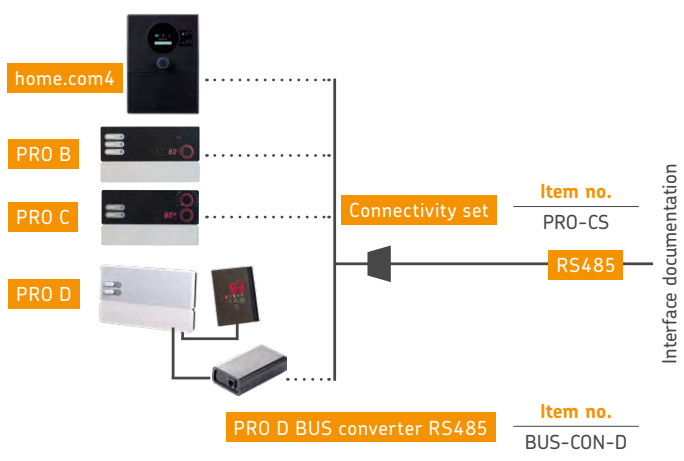 home.com4
PRO B
PRO C
PRO D
Connectivity set
Item no.
PRO-CS
RS485
Interface documentation
PRO D BUS converter RS485
Item no.
BUS-CON-D